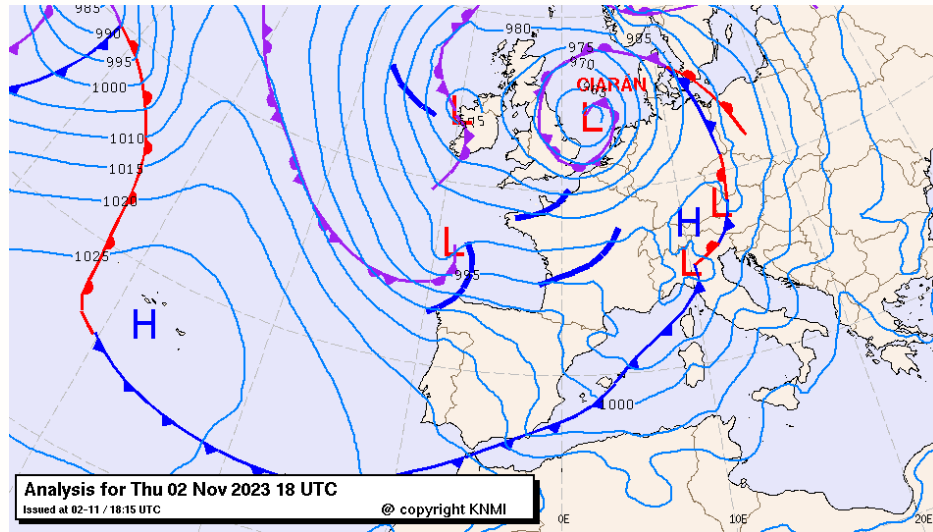 985
990
995
1000
1010
1015
1020
1025
H
980
985
975
970
CIARAN
L
L
L
995
H
L
L
1000
Analysis for Thu 02 Nov 2023 18 UTC
Issued at 02-11 / 18:15 UTC
@ copyright KNMI
0E
10E
20E